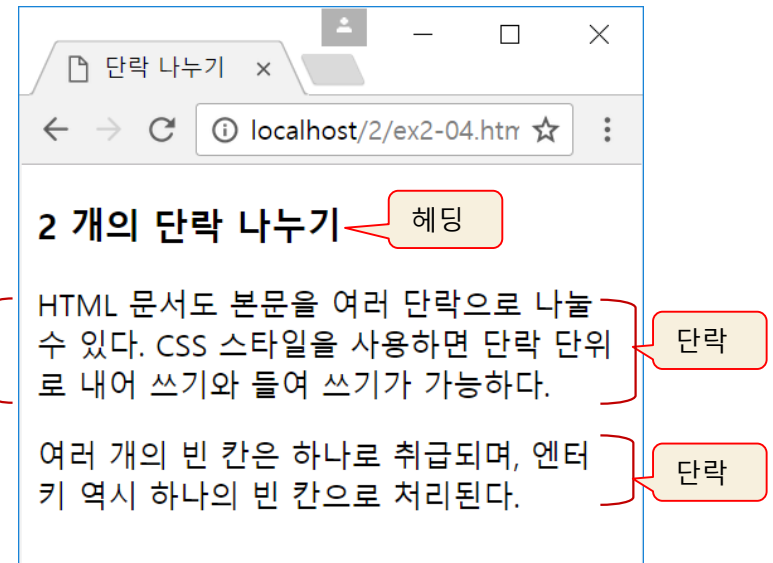 단락 나누기
localhost/2/ex2-04.htm
2 개의 단락 나누기
헤딩
HTML 문서도 본문을 여러 단락으로 나눌
수 있다. CSS 스타일을 사용하면 단락 단위
로 내어 쓰기와 들여 쓰기가 가능하다.
단락
여러 개의 빈 칸은 하나로 취급되며, 엔터
키 역시 하나의 빈 칸으로 처리된다.
단락